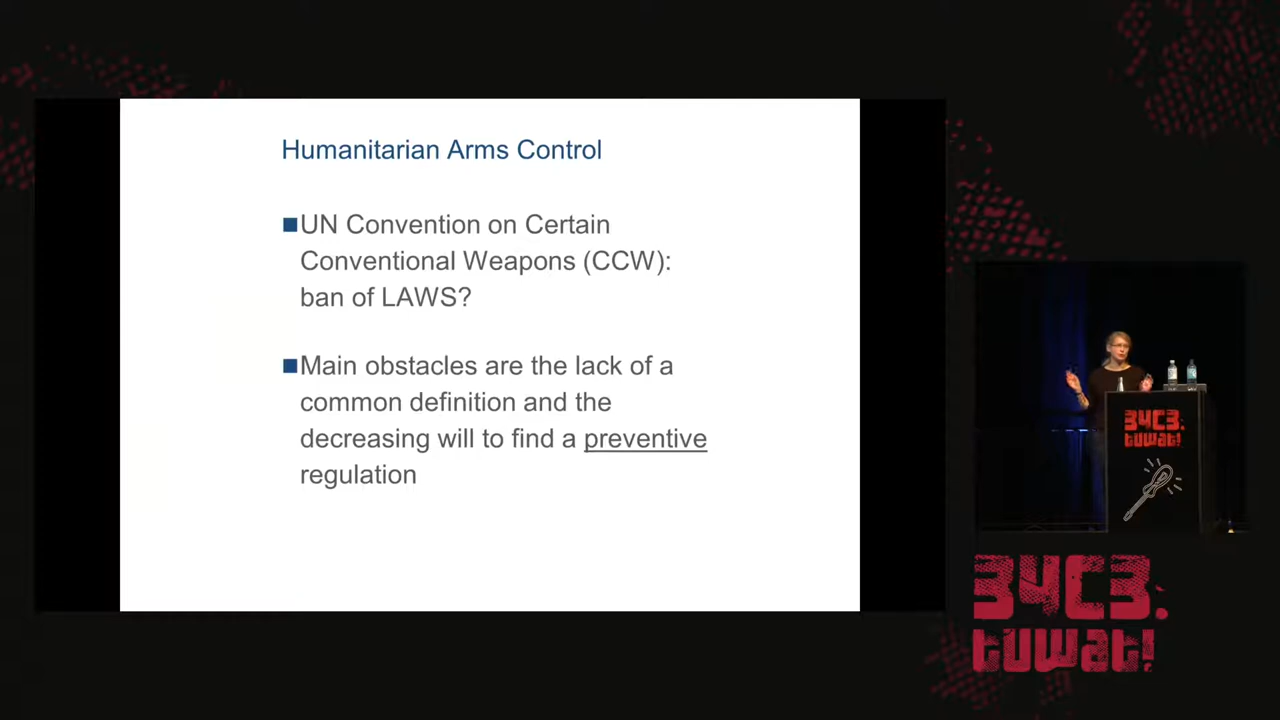 Humanitarian Arms Control
■UN Convention on Certain
Conventional Weapons (CCW):
ban of LAWS?
■Main obstacles are the lack of a
common definition and the
decreasing will to find a preventive
regulation
34C3.
tuwat!
34C3.
tuwat!